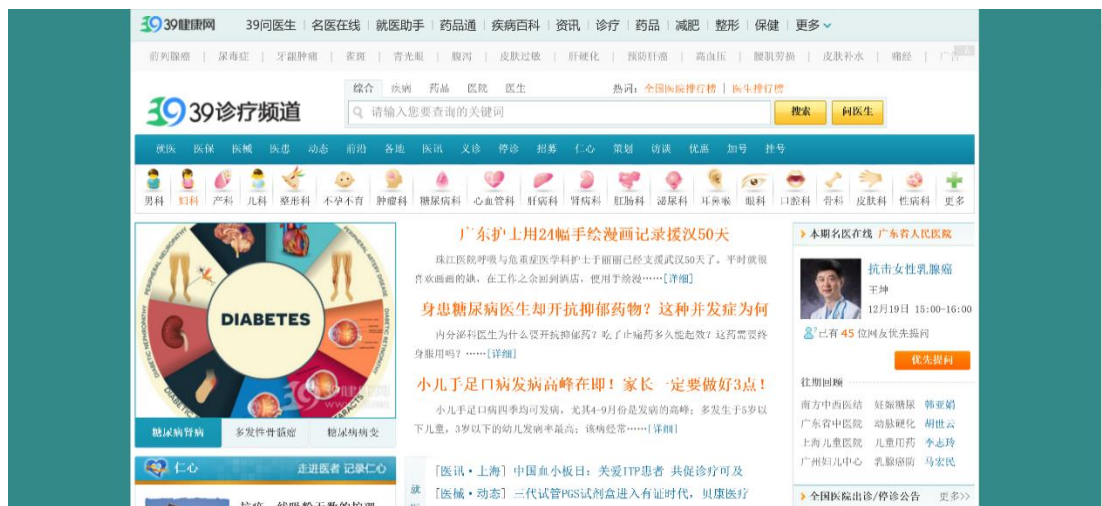 39健康网 39问医生 名医在线 就医助手 药品通 疾病百科 资讯 诊疗 药品 减肥 整形 保健 更多
前列腺癌 | 尿毒症 | 牙龈肿痛 | 雀斑 | 青光眼 | 腹泻 | 皮肤过敏 | 肝硬化 | 预防肝癌 | 高血压 | 腰肌劳损 | 皮肤补水 | 痛经 | 广告
综合 疾病 药品 医院 医生 热词：全国医院排行榜 | 医生排行榜
39诊疗频道
请输入您要查询的关键词 搜索 问医生
就医 医保 医械 医患 动态 前沿 各地 医讯 义诊 停诊 招募 仁心 策划 访谈 优惠 加号 挂号
男科 妇科 产科 儿科 整形科 不孕不育 肿瘤科 糖尿病科 心血管科 肝病科 肾病科 肛肠科 泌尿科 耳鼻喉 眼科 口腔科 骨科 皮肤科 性病科 更多
PERIPHERAL NEUROPATHY
PERIPHERAL ARTERY DISEASE
DIABETIC NEPHROPATHY
DIABETES
DIABETIC RETINOPATHY
CATARACTS
39健康网
糖尿病肾病 多发性骨髓瘤 糖尿病病变
仁心 走进医者 记录仁心
广东护士用24幅手绘漫画记录援汉50天
珠江医院呼吸与危重症医学科护士于丽丽已经支援武汉50天了，平时就很
喜欢画画的她，在工作之余回到酒店，便用手绘漫……[详细]
身患糖尿病医生却开抗抑郁药物？这种并发症为何
内分泌科医生为什么要开抗抑郁药？吃了止痛药多久能起效？这药需要终
身服用吗？……[详细]
小儿手足口病发病高峰在即！家长一定要做好3点！
小儿手足口病四季均可发病，尤其4-9月份是发病的高峰；多发生于5岁以
下儿童，3岁以下的幼儿发病率最高；该病经常……[详细]
就
[医讯·上海] 中国血小板日：关爱ITP患者 共促诊疗可及
[医械·动态] 三代试管PGS试剂盒进入有证时代，贝康医疗
本期名医在线 广东省人民医院
抗击女性乳腺癌
王坤
12月19日 15:00-16:00
已有 45 位网友优先提问
优先提问
往期回顾
南方中西医结 妊娠糖尿 韩亚娟
广东省中医院 动脉硬化 胡世云
上海儿童医院 儿童用药 李志玲
广州妇儿中心 乳腺癌防 马宏民
全国医院出诊/停诊公告 更多>>